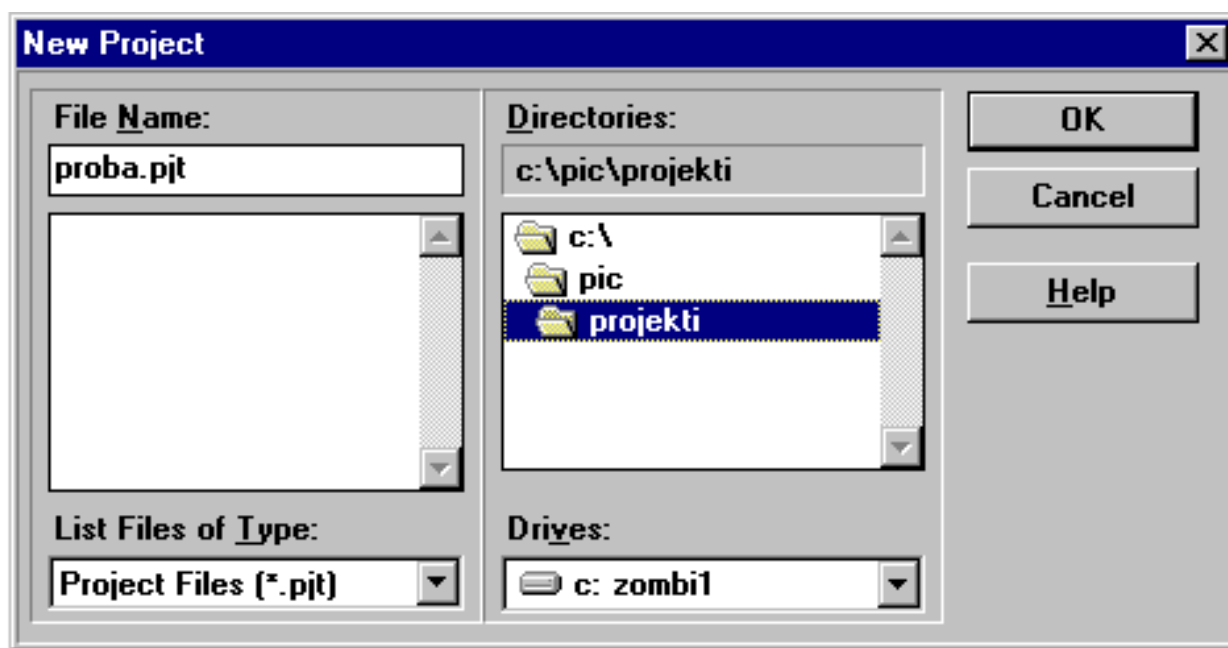 New Project
File Name:
proba.pjt
List Files of Type:
Project Files (*.pjt)
Directories:
c:\pic\projekti
c:\
pic
projekti
Drives:
c: zombi1
OK
Cancel
Help